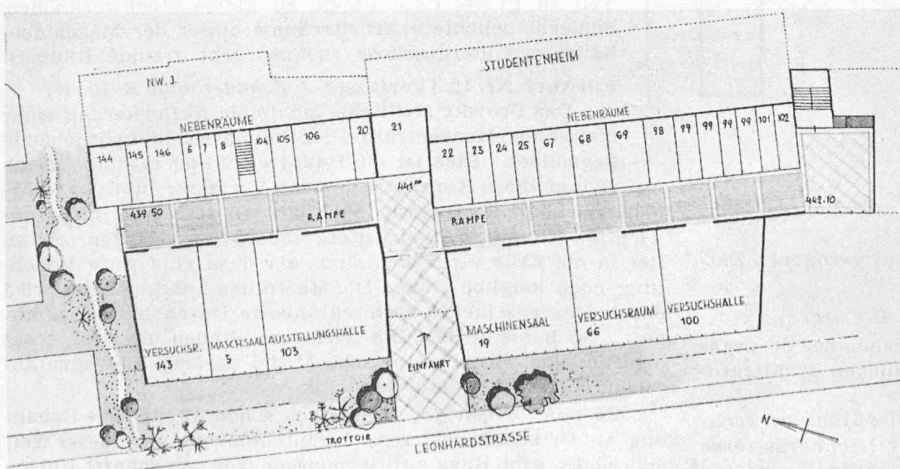 STUDENTENHEIM
NW. J.
NEBENRÄUME
NEBENRÄUME
144 145 146 6 7 8 104 105 106 20 21
22 23 24 25 67 68 69 98 99 99 99 99 101 102
441.00
439.50
RAMPE
RAMPE
442.10
VERSUCHSR. 143
MASCHSAAL 5
AUSSTELLUNGSHALLE 103
MASCHINENSAAL 19
VERSUCHSRAUM 66
VERSUCHSHALLE 100
EINFAHRT
TROTTOIR
LEONHARDSTRASSE
N